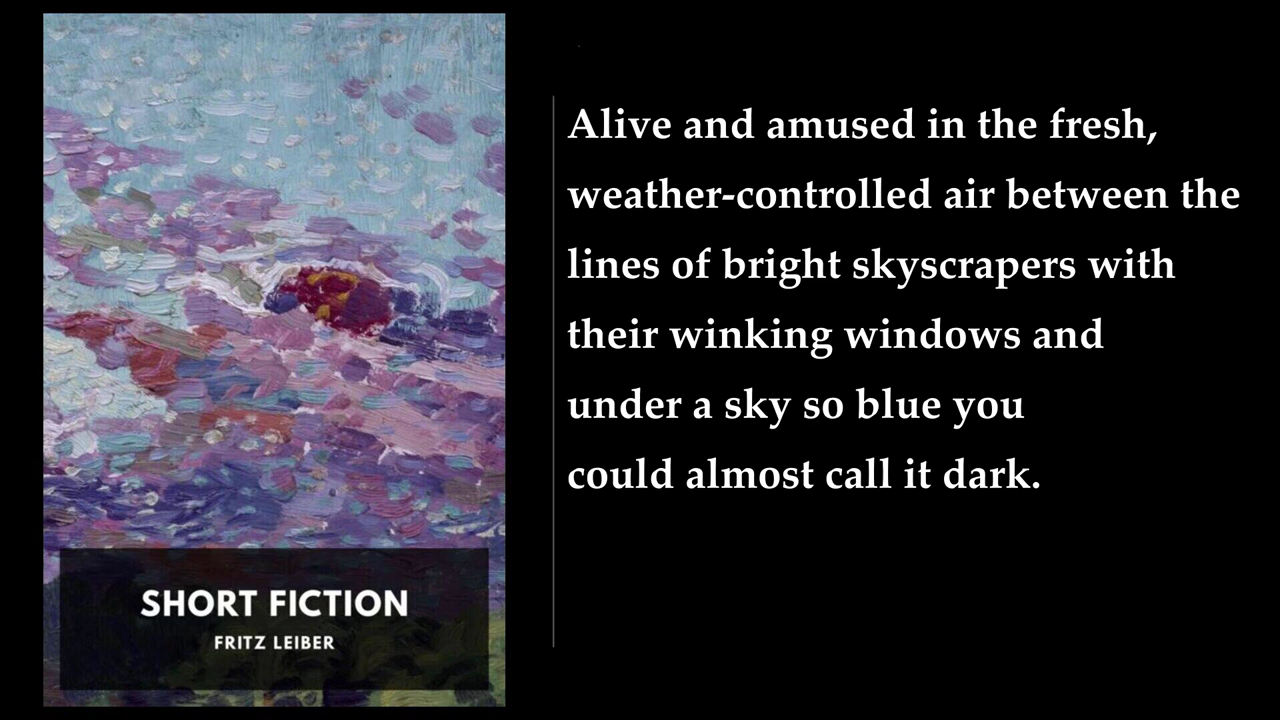 SHORT FICTION
FRITZ LEIBER
Alive and amused in the fresh,
weather-controlled air between the
lines of bright skyscrapers with
their winking windows and
under a sky so blue you
could almost call it dark.